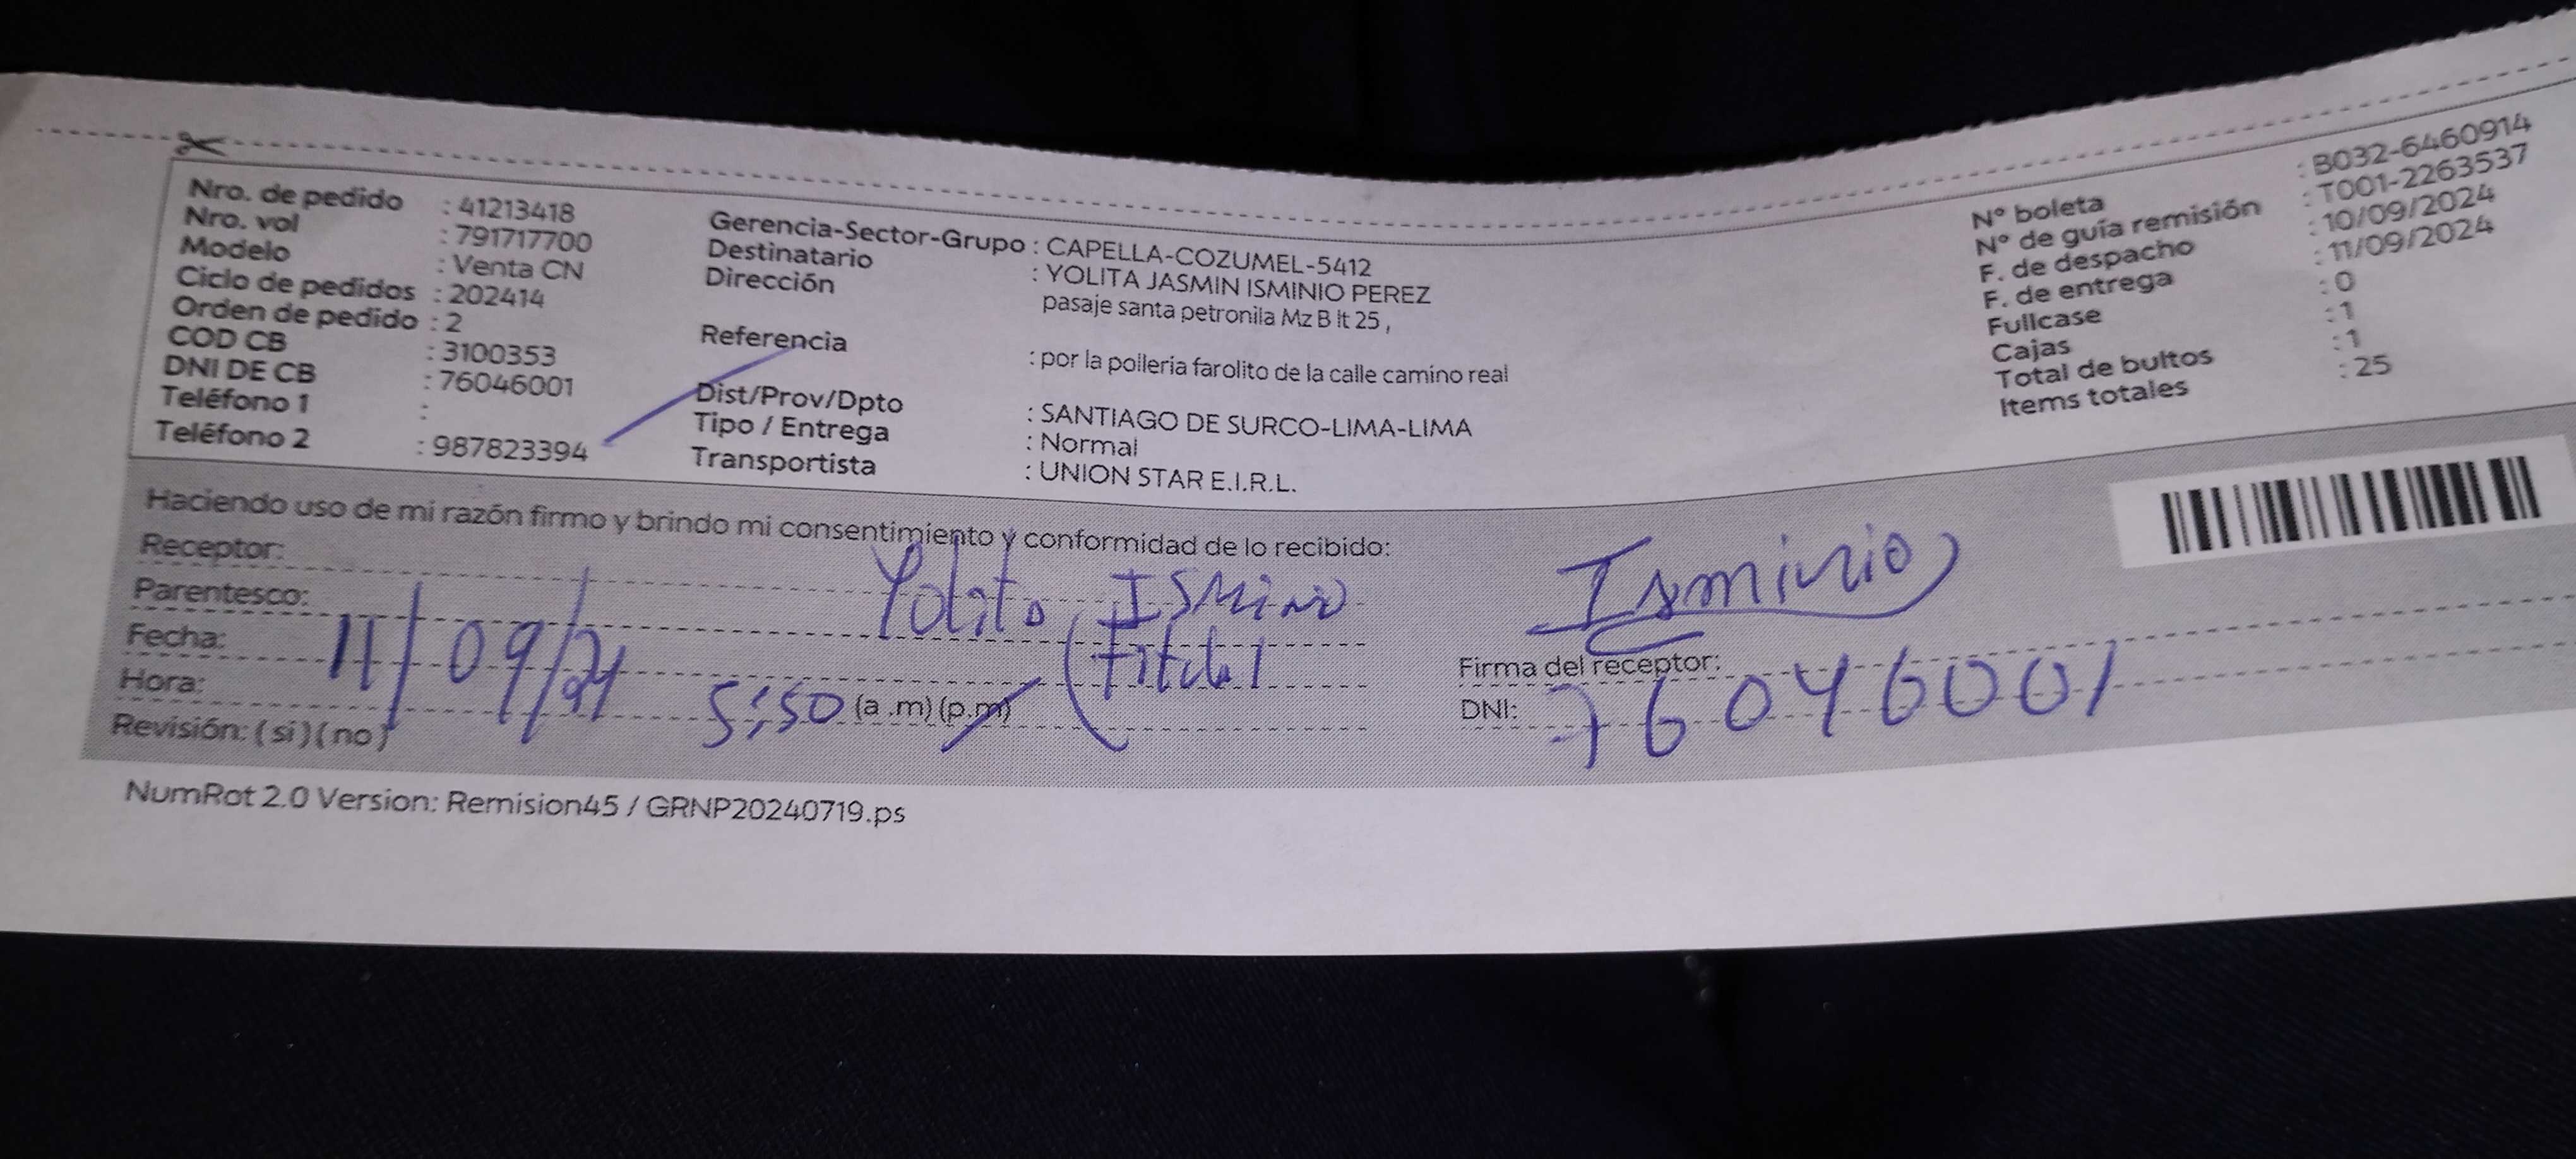 Nro. de pedido : 41213418
Nro. vol : 791717700
Modelo : Venta CN
Ciclo de pedidos : 202414
Orden de pedido : 2
COD CB : 3100353
DNI DE CB : 76046001
Teléfono 1 :
Teléfono 2 : 987823394
Gerencia-Sector-Grupo : CAPELLA-COZUMEL-5412
Destinatario : YOLITA JASMIN ISMINIO PEREZ
Dirección pasaje santa petronila Mz B lt 25 ,
Referencia : por la polleria farolito de la calle camino real
Dist/Prov/Dpto : SANTIAGO DE SURCO-LIMA-LIMA
Tipo / Entrega : Normal
Transportista : UNION STAR E.I.R.L.
N° boleta : B032-6460914
N° de guía remisión : T001-2263537
F. de despacho : 10/09/2024
F. de entrega : 11/09/2024
Fullcase : 0
Cajas : 1
Total de bultos : 1
Items totales : 25
Haciendo uso de mi razón firmo y brindo mi consentimiento y conformidad de lo recibido:
Receptor: Yolita ISMiNiO
Parentesco: (Titular
Fecha: 11/09/24
Hora: 5:50 (a .m) (p.m)
Revisión: ( si ) ( no )
Isminio
Firma del receptor:
DNI: 76046001
NumRot 2.0 Version: Remision45 / GRNP20240719.ps